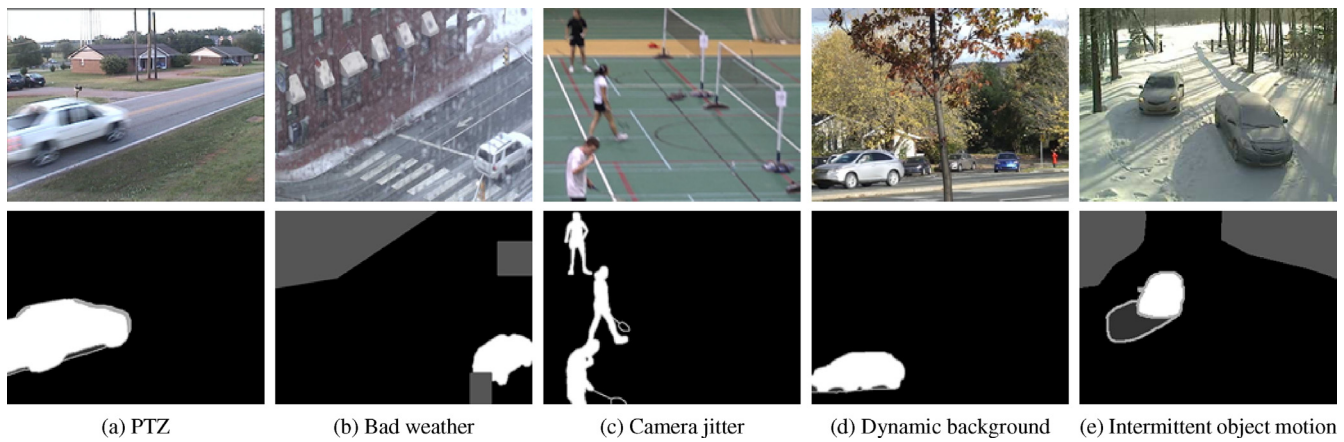 (a) PTZ
(b) Bad weather
(c) Camera jitter
(d) Dynamic background
(e) Intermittent object motion